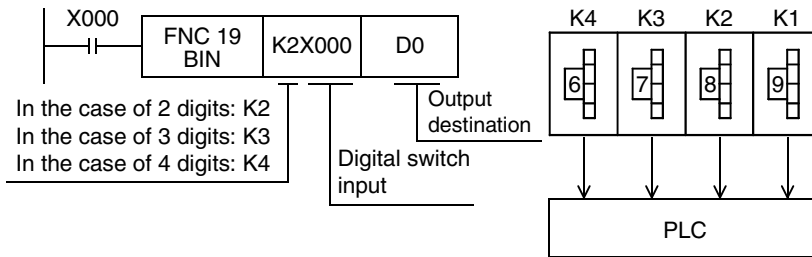 X000
FNC 19
BIN
K2X000
D0
In the case of 2 digits: K2
In the case of 3 digits: K3
In the case of 4 digits: K4
Output
destination
Digital switch
input
K4 K3 K2 K1
6 7 8 9
PLC